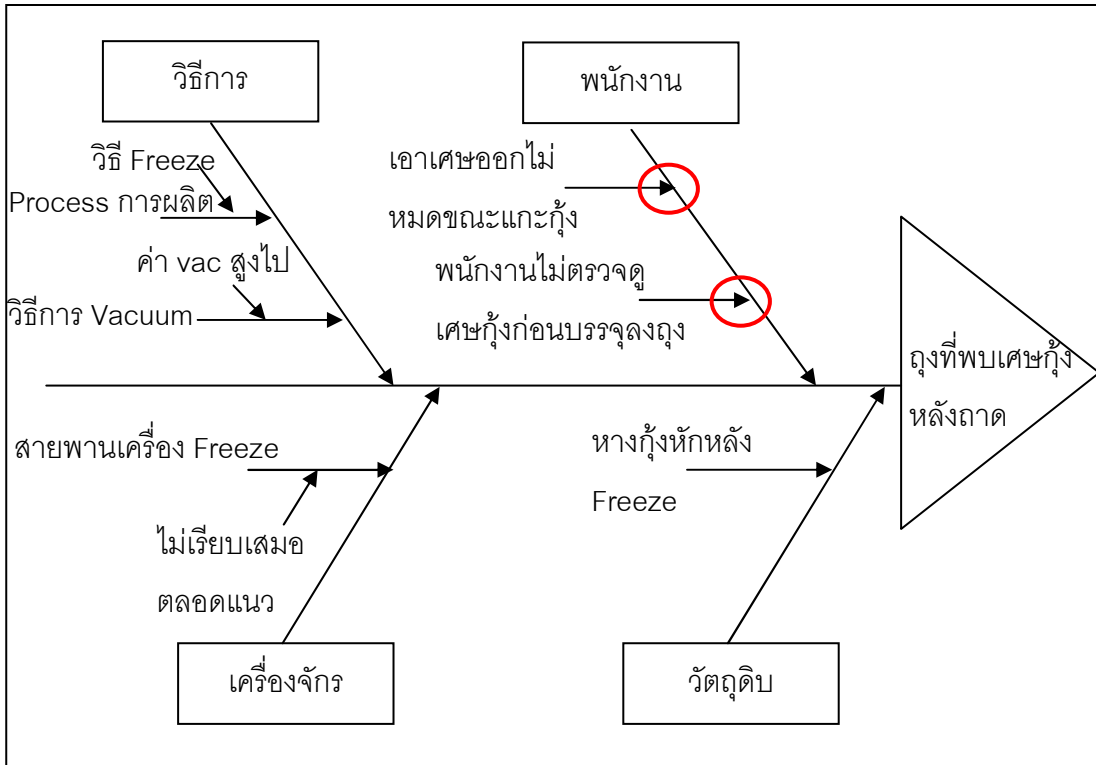 วิธีการ
พนักงาน
วิธี Freeze
Process การผลิต
ค่า vac สูงไป
วิธีการ Vacuum
เอาเศษออกไม่
หมดขณะแกะกุ้ง
พนักงานไม่ตรวจดู
เศษกุ้งก่อนบรรจุลงถุง
ถุงที่พบเศษกุ้ง
หลังถาด
สายพานเครื่อง Freeze
ไม่เรียบเสมอ
ตลอดแนว
หางกุ้งหักหลัง
Freeze
เครื่องจักร
วัตถุดิบ